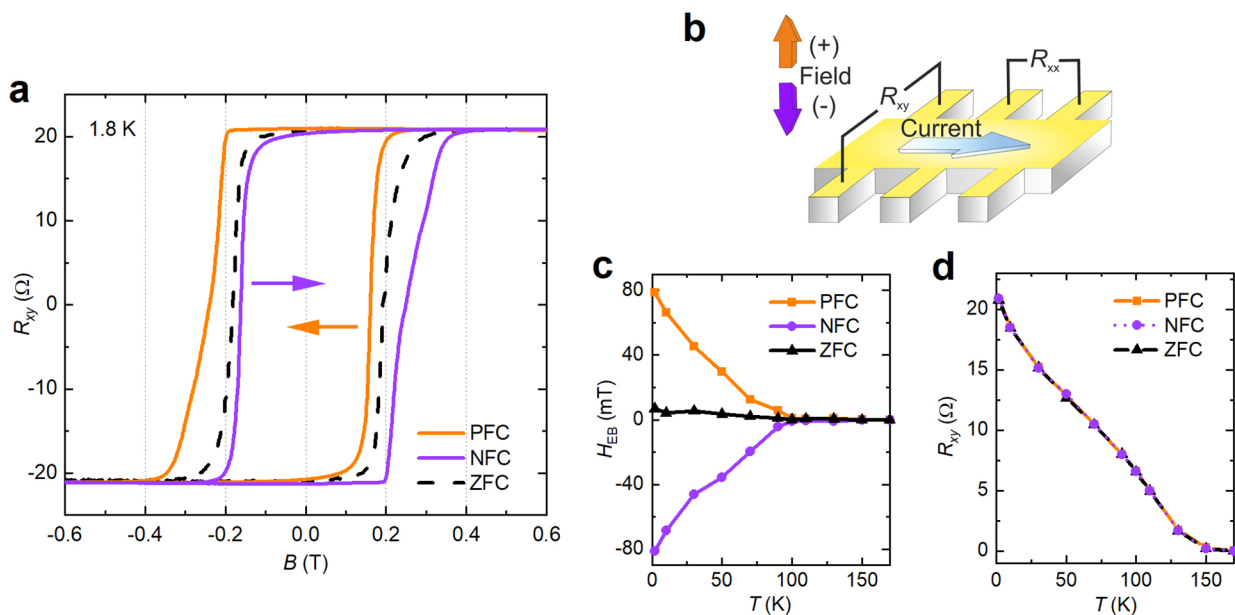 a
1.8 K
20
10
0
-10
-20
R_xy (Ω)
PFC
NFC
ZFC
-0.6
-0.4
-0.2
0.0
0.2
0.4
0.6
B (T)
b
(+)
Field
(-)
R_xy
R_xx
Current
c
80
40
0
-40
-80
H_EB (mT)
PFC
NFC
ZFC
0
50
100
150
T (K)
d
20
15
10
5
0
R_xy (Ω)
PFC
NFC
ZFC
0
50
100
150
T (K)